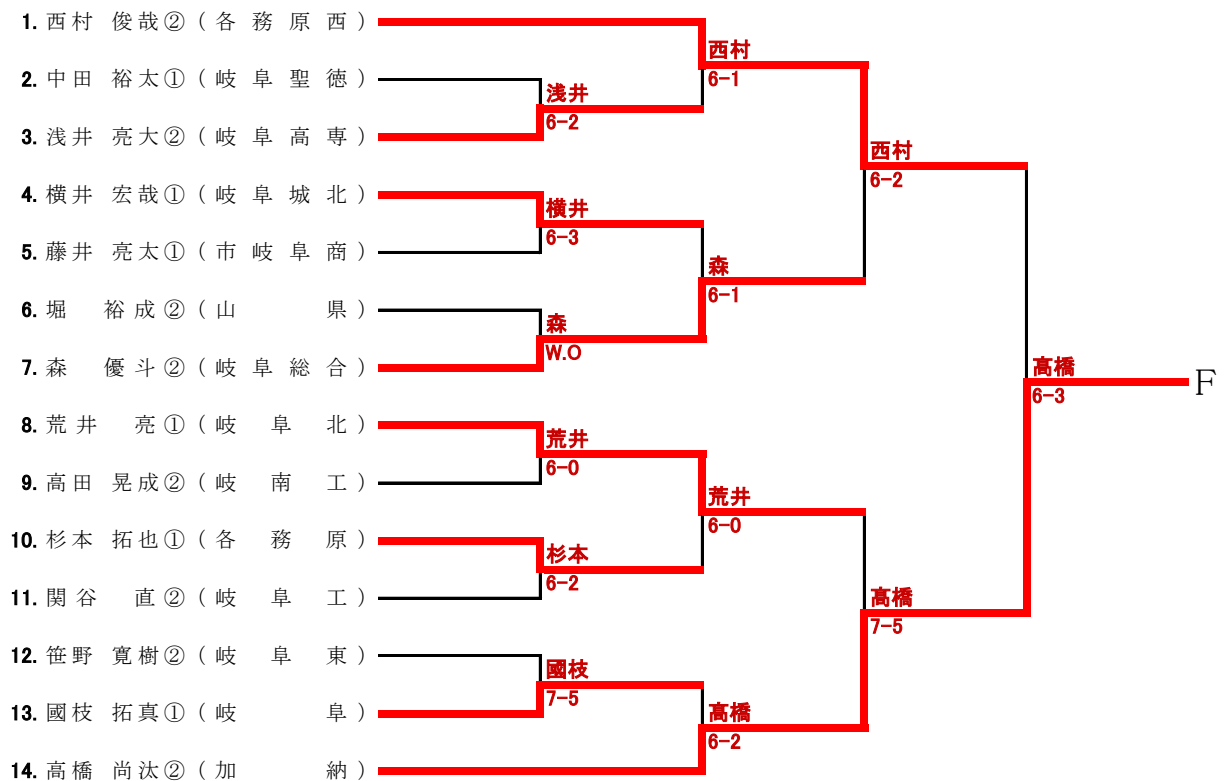 1. 西村 俊哉② ( 各 務 原 西 )
西村
6-1
2. 中田 裕太① ( 岐 阜 聖 徳 )
浅井
6-2
3. 浅井 亮大② ( 岐 阜 高 専 )
西村
6-2
4. 横井 宏哉① ( 岐 阜 城 北 )
横井
6-3
5. 藤井 亮太① ( 市 岐 阜 商 )
森
6-1
6. 堀 裕成② ( 山 県 )
森
W.O
7. 森 優斗② ( 岐 阜 総 合 )
髙橋
6-3
F
8. 荒井 亮① ( 岐 阜 北 )
荒井
6-0
9. 高田 晃成② ( 岐 南 工 )
荒井
6-0
10. 杉本 拓也① ( 各 務 原 )
杉本
6-2
11. 関谷 直② ( 岐 阜 工 )
髙橋
7-5
12. 笹野 寛樹② ( 岐 阜 東 )
國枝
7-5
13. 國枝 拓真① ( 岐 阜 )
髙橋
6-2
14. 髙橋 尚汰② ( 加 納 )